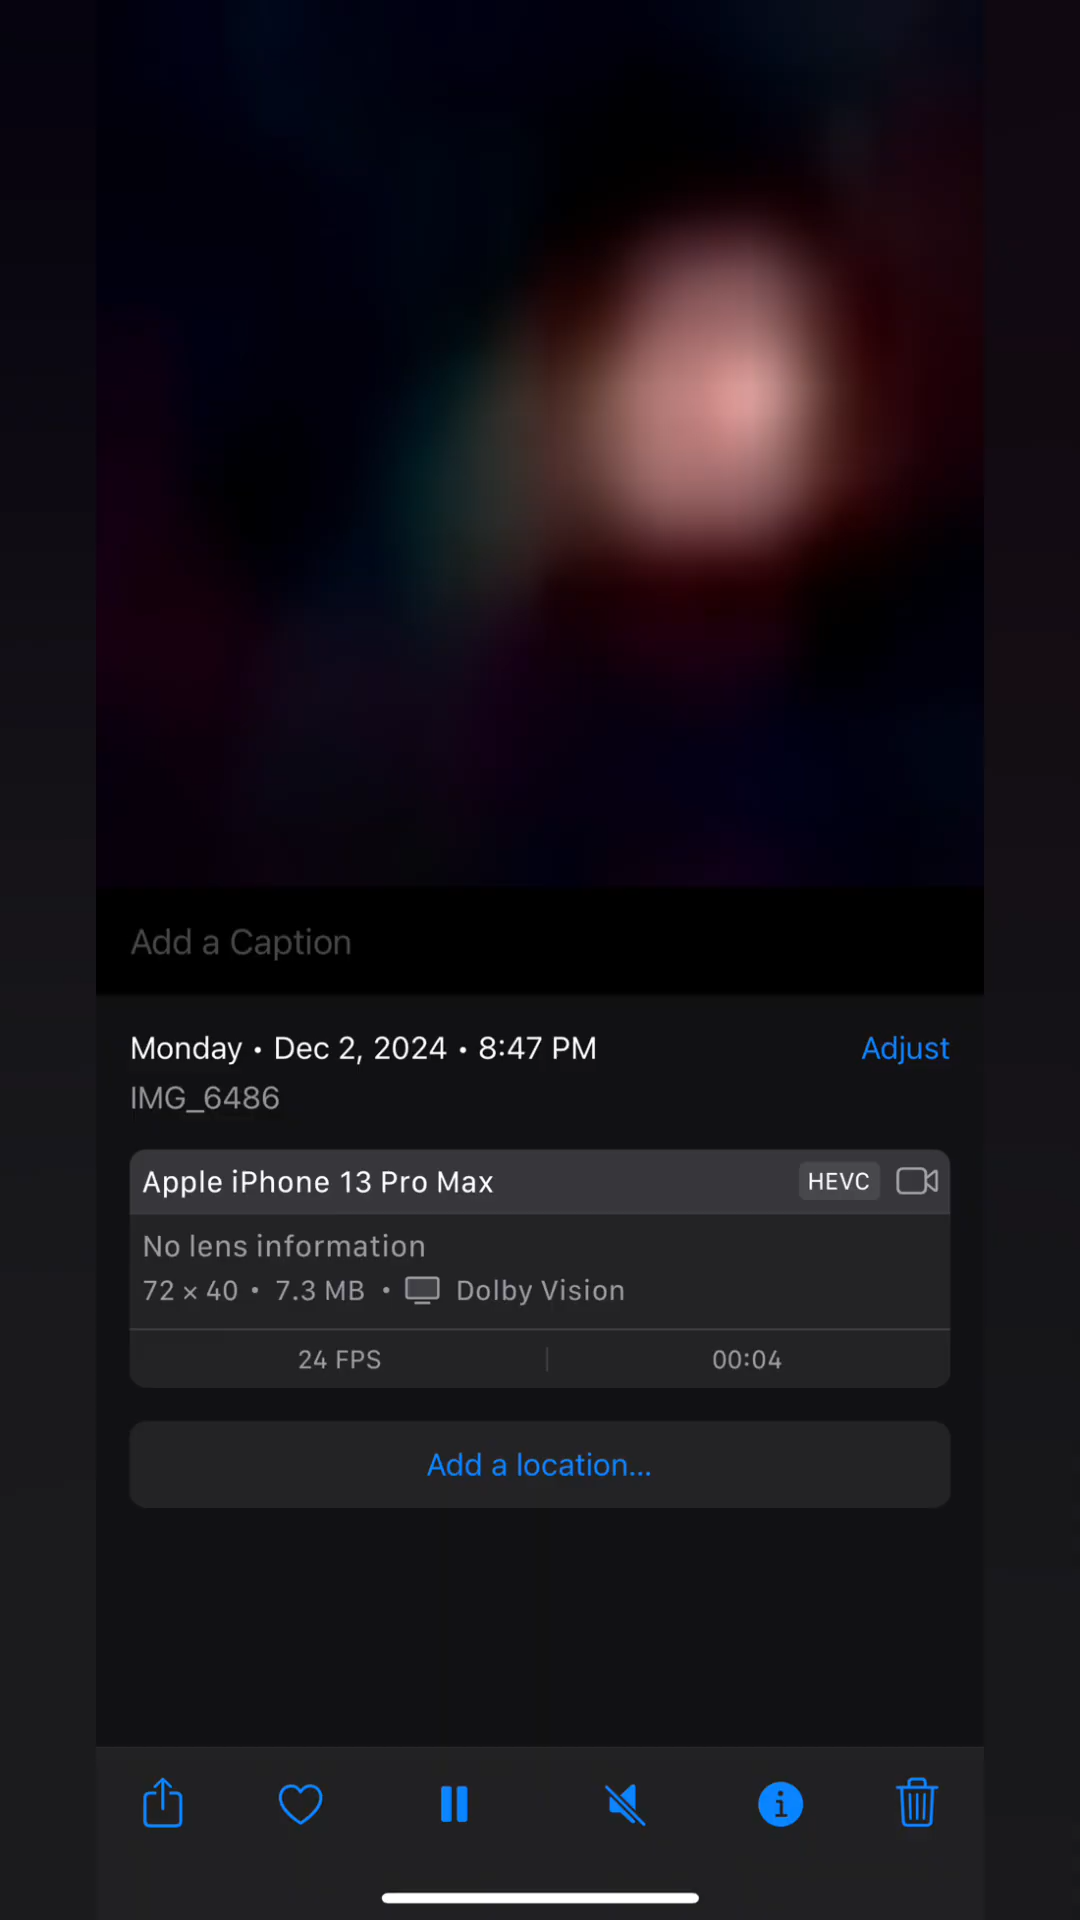 Add a Caption
Monday • Dec 2, 2024 • 8:47 PM
Adjust
IMG_6486
Apple iPhone 13 Pro Max
HEVC
No lens information
72 × 40 • 7.3 MB • Dolby Vision
24 FPS
00:04
Add a location...